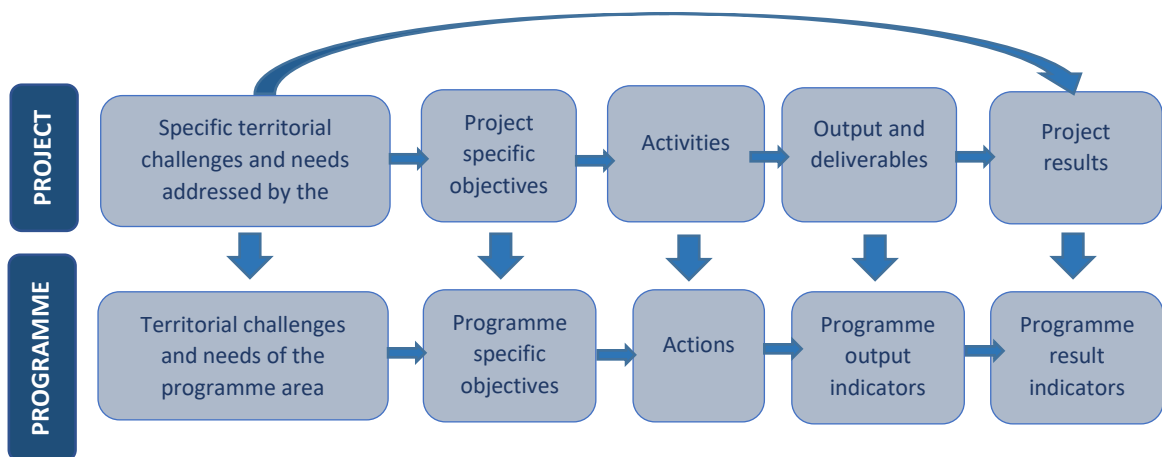 PROJECT
Specific territorial
challenges and needs
addressed by the
Project
specific
objectives
Activities
Output and
deliverables
Project
results
PROGRAMME
Territorial challenges
and needs of the
programme area
Programme
specific
objectives
Actions
Programme
output
indicators
Programme
result
indicators